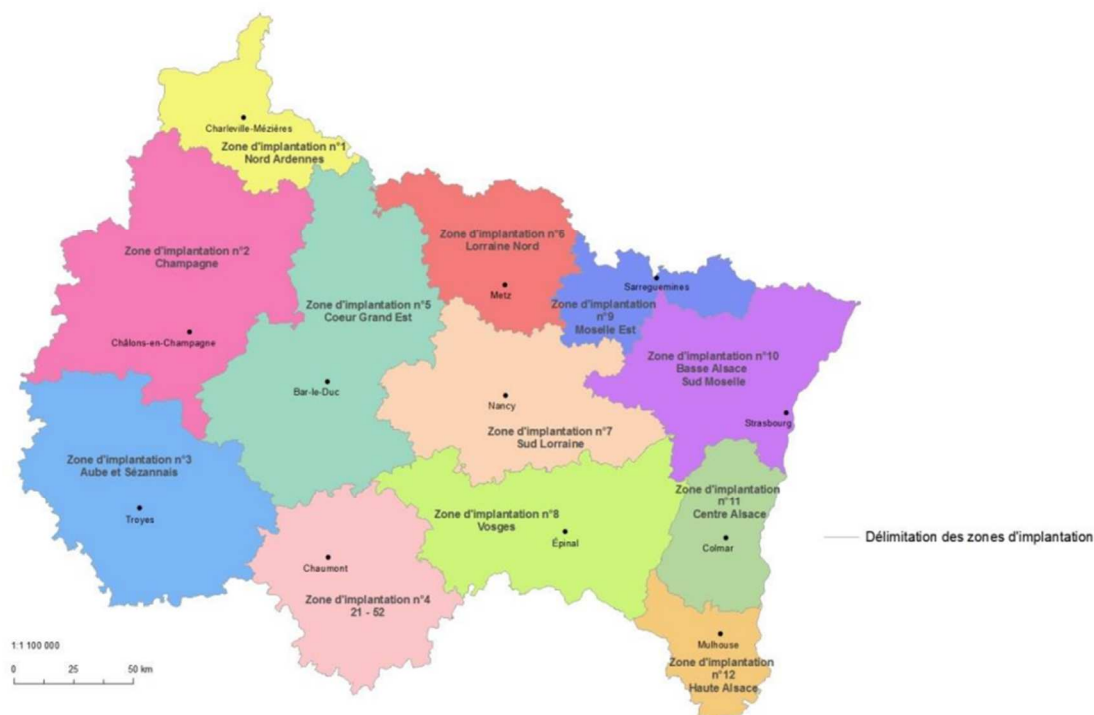 Charleville-Mézières
Zone d'implantation n°1
Nord Ardennes
Zone d'implantation n°2
Champagne
Châlons-en-Champagne
Zone d'implantation n°5
Coeur Grand Est
Bar-le-Duc
Zone d'implantation n°6
Lorraine Nord
Metz
Sarreguemines
Zone d'implantation
n°9
Moselle Est
Zone d'implantation n°10
Basse Alsace
Sud Moselle
Strasbourg
Nancy
Zone d'implantation n°7
Sud Lorraine
Zone d'implantation n°3
Aube et Sézannais
Troyes
Zone d'implantation n°8
Vosges
Épinal
Zone d'implantation
n°11
Centre Alsace
Colmar
Délimitation des zones d'implantation
Chaumont
Zone d'implantation n°4
21 - 52
Mulhouse
Zone d'implantation
n°12
Haute Alsace
1:1 100 000
0 25 50 km